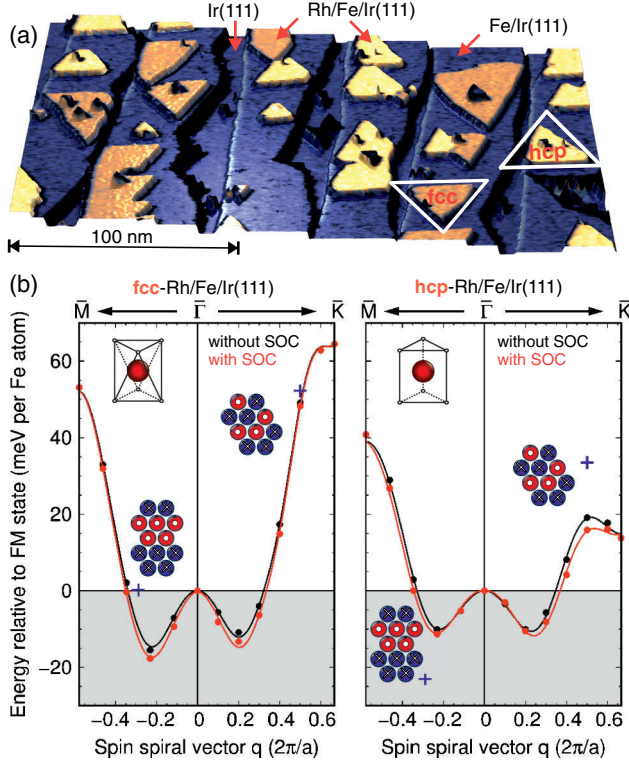 (a)
Ir(111)
Rh/Fe/Ir(111)
Fe/Ir(111)
hcp
fcc
100 nm
(b)
fcc-Rh/Fe/Ir(111)
hcp-Rh/Fe/Ir(111)
M̄ Γ̄ K̄
M̄ Γ̄ K̄
without SOC
with SOC
without SOC
with SOC
Energy relative to FM state (meV per Fe atom)
60
40
20
0
−20
−0.4 −0.2 0 0.2 0.4 0.6
−0.4 −0.2 0 0.2 0.4 0.6
Spin spiral vector q (2π/a)
Spin spiral vector q (2π/a)